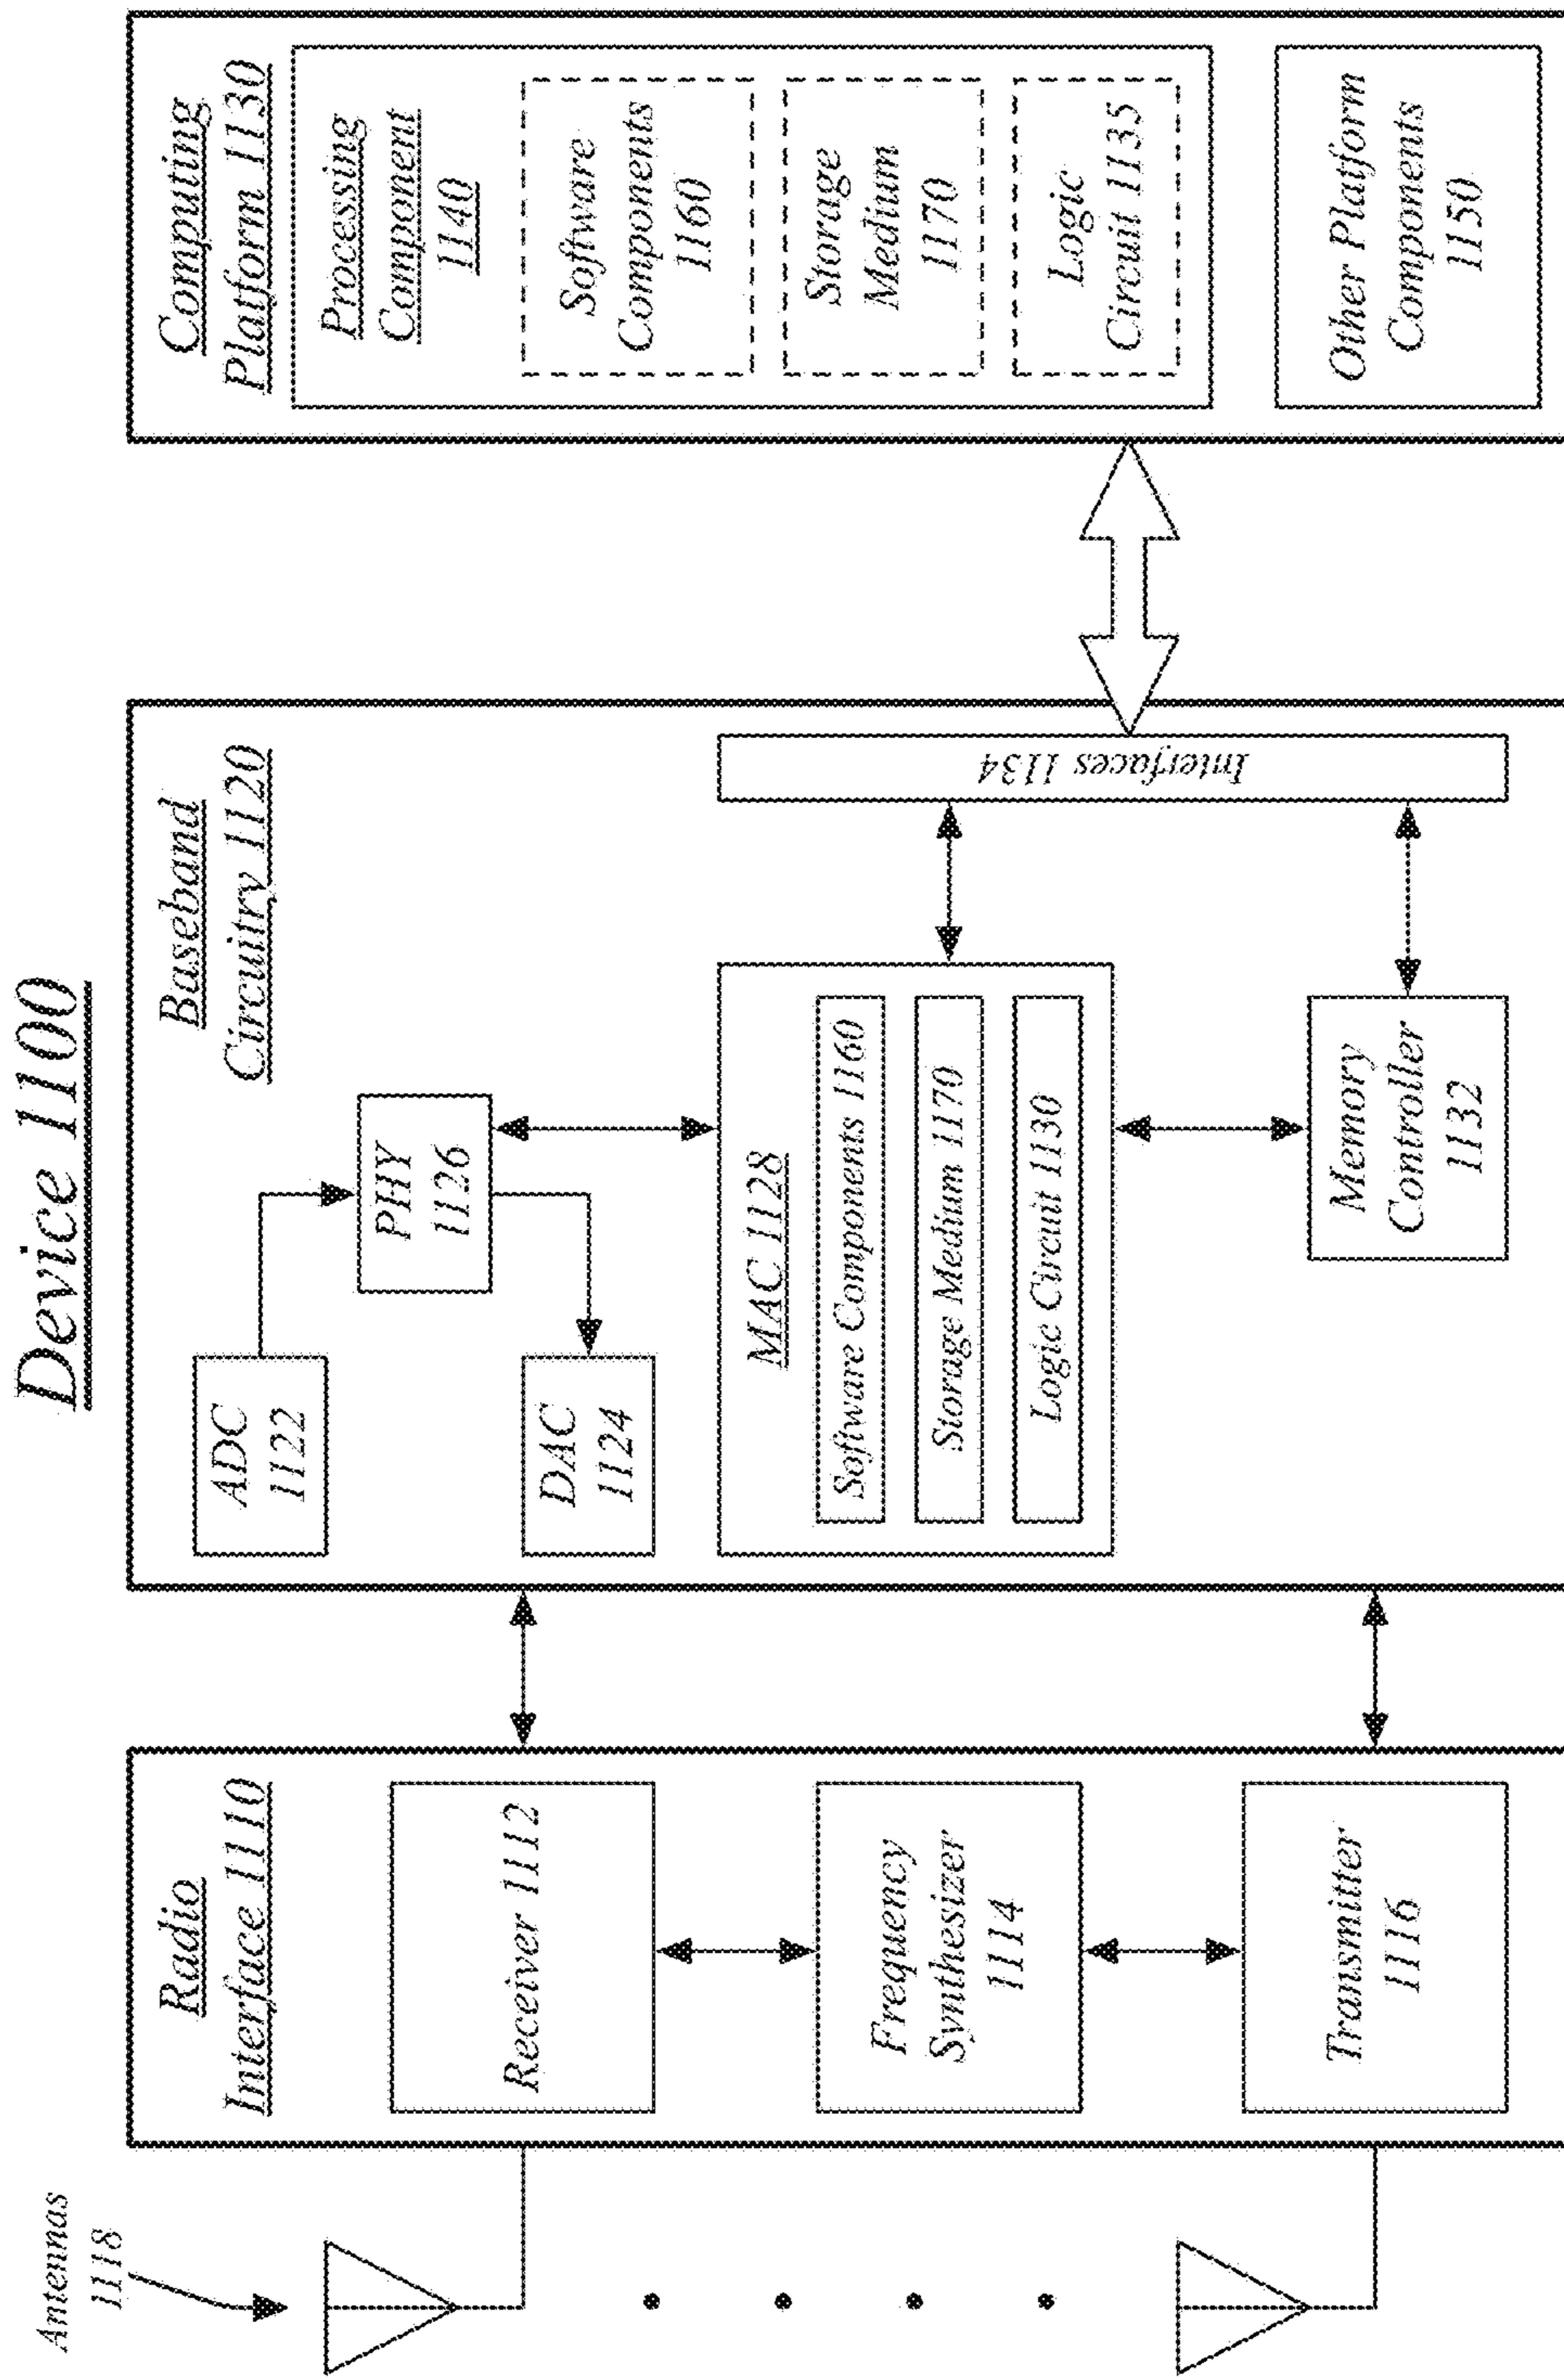 Device 1100
Antennas
1118
Radio
Interface 1110
Receiver 1112
Frequency
Synthesizer
1114
Transmitter
1116
Baseband
Circuitry 1120
ADC
1122
PHY
1126
DAC
1124
MAC 1128
Software Components 1160
Storage Medium 1170
Logic Circuit 1130
Memory
Controller
1132
Interfaces 1134
Computing
Platform 1130
Processing
Component
1140
Software
Components
1160
Storage
Medium
1170
Logic
Circuit 1135
Other Platform
Components
1150